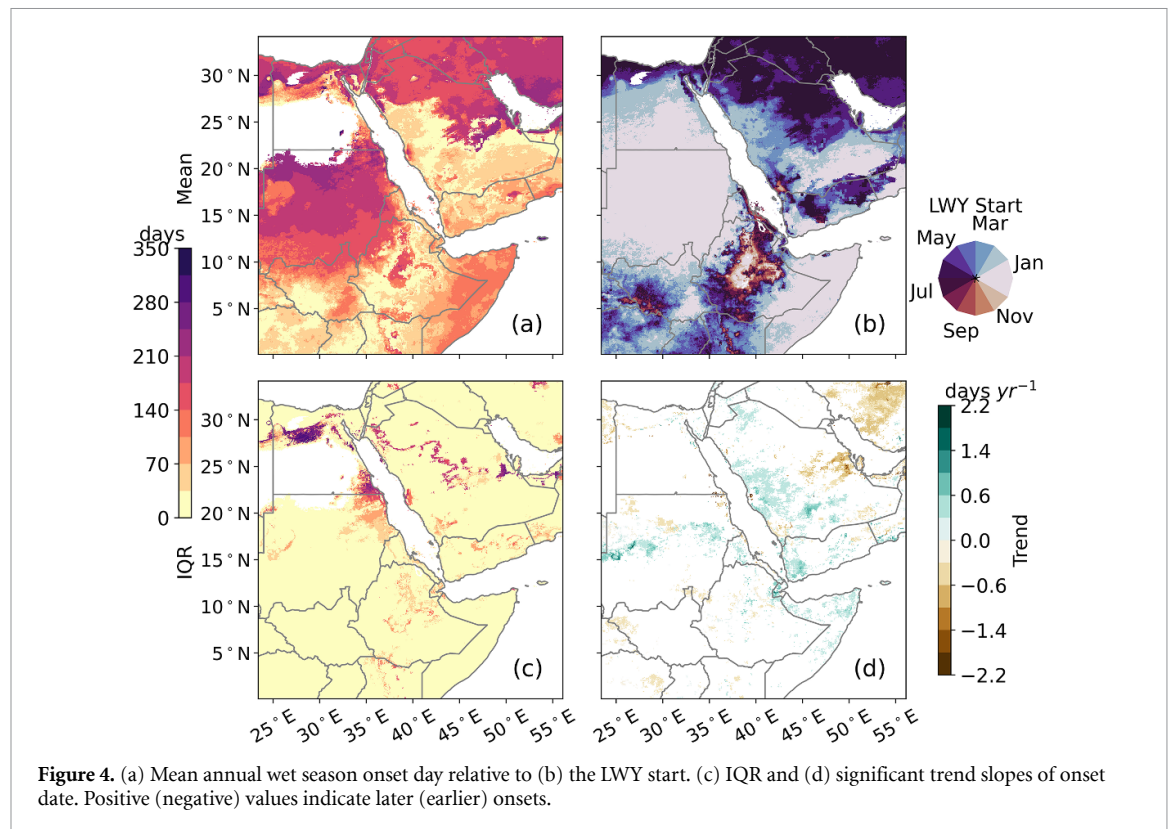 30°N
25°N
20°N
15°N
10°N
5°N
Mean
(a)
(b)
days
350
280
210
140
70
0
LWY Start
Mar
May
Jan
Jul
Nov
Sep
30°N
25°N
20°N
15°N
10°N
5°N
IQR
(c)
(d)
25°E
30°E
35°E
40°E
45°E
50°E
55°E
25°E
30°E
35°E
40°E
45°E
50°E
55°E
days yr⁻¹
2.2
1.4
0.6
0.0
−0.6
−1.4
−2.2
Trend
Figure 4. (a) Mean annual wet season onset day relative to (b) the LWY start. (c) IQR and (d) significant trend slopes of onset
date. Positive (negative) values indicate later (earlier) onsets.